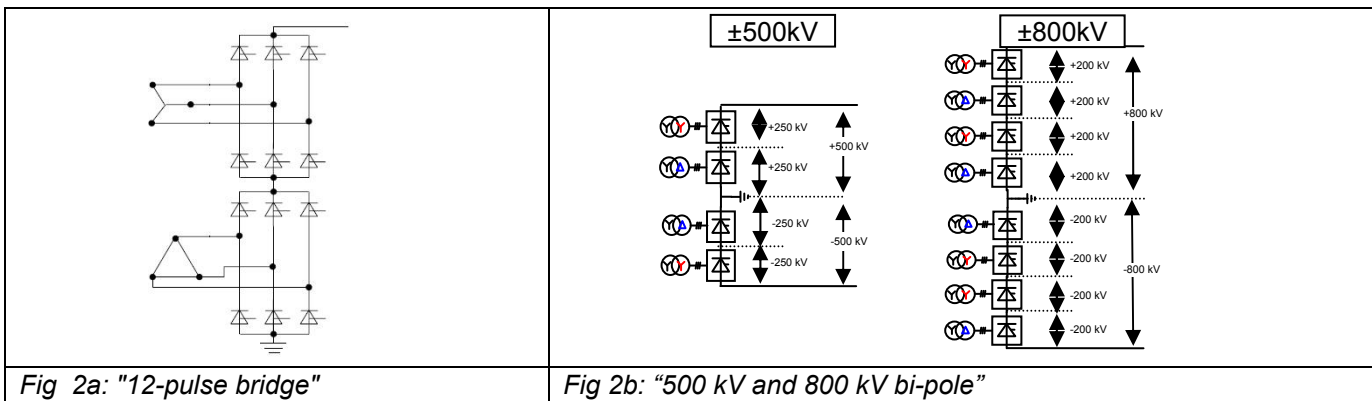 ±500kV
±800kV
+250 kV
+250 kV
-250 kV
-250 kV
+500 kV
-500 kV
+200 kV
+200 kV
+200 kV
+200 kV
-200 kV
-200 kV
-200 kV
-200 kV
+800 kV
-800 kV
Fig 2a: "12-pulse bridge"
Fig 2b: “500 kV and 800 kV bi-pole”